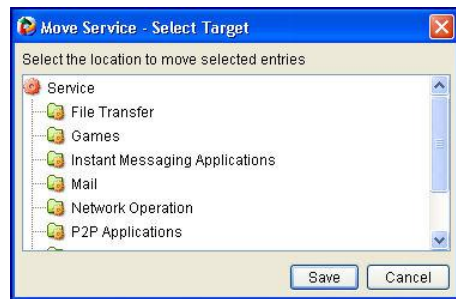 Move Service - Select Target
Select the location to move selected entries
Service
File Transfer
Games
Instant Messaging Applications
Mail
Network Operation
P2P Applications
Save Cancel